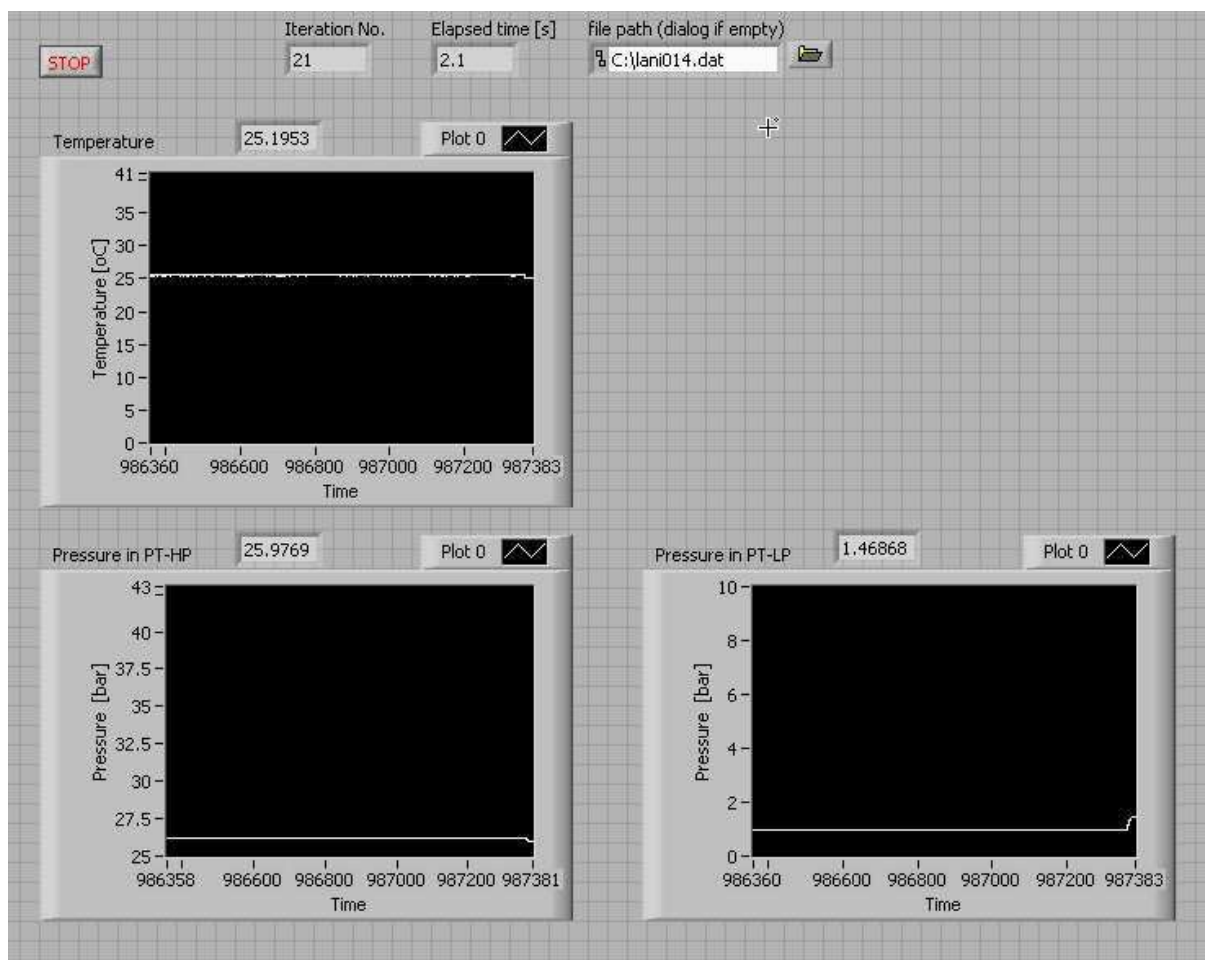 Iteration No. Elapsed time [s] file path (dialog if empty)
STOP 21 2.1 C:\lani014.dat
Temperature 25.1953 Plot 0
41
35
30
25
20
15
10
5
0
Temperature [oC]
986360 986600 986800 987000 987200 987383
Time
Pressure in PT-HP 25.9769 Plot 0
43
40
37.5
35
32.5
30
27.5
25
Pressure [bar]
986358 986600 986800 987000 987200 987381
Time
Pressure in PT-LP 1.46868 Plot 0
10
8
6
4
2
0
Pressure [bar]
986360 986600 986800 987000 987200 987383
Time